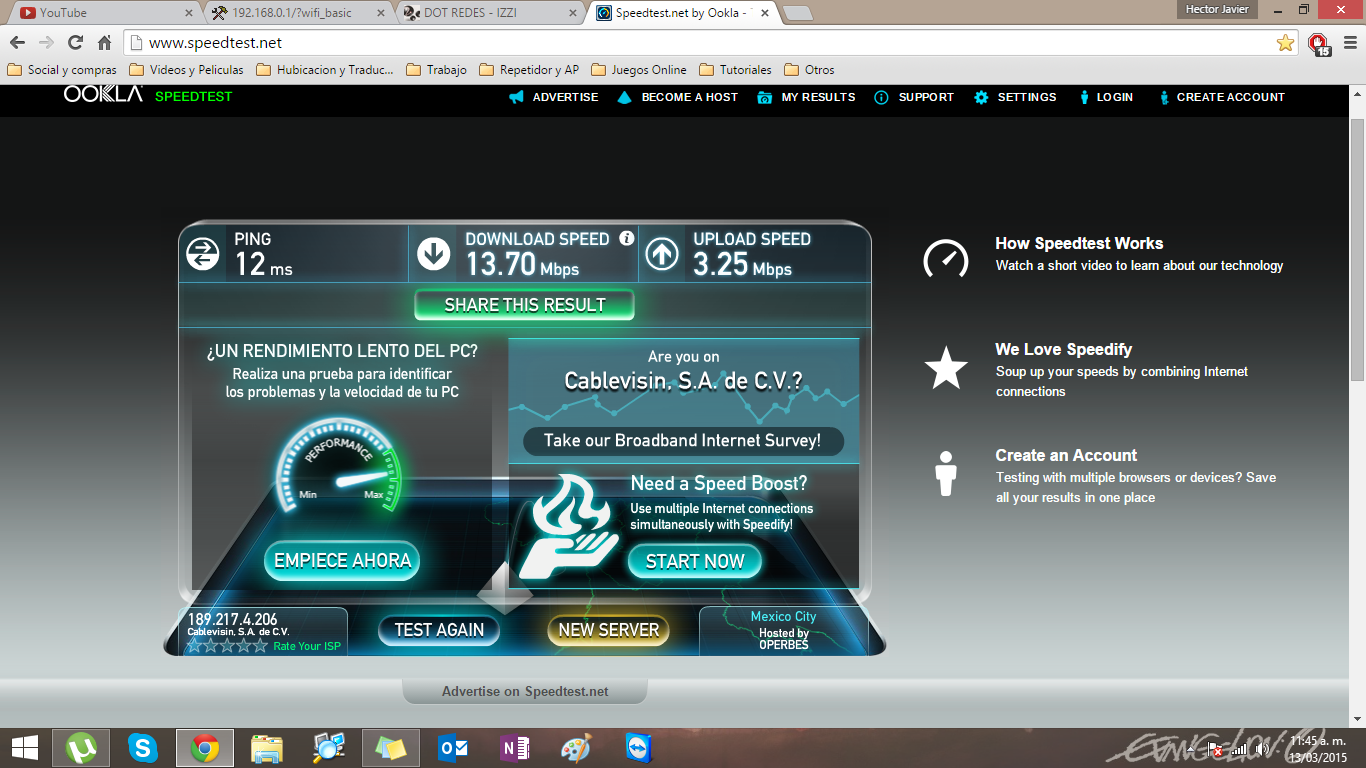 YouTube
192.168.0.1/?wifi_basic
DOT REDES - IZZI
Speedtest.net by Ookla -
Hector Javier
www.speedtest.net
15
Social y compras
Videos y Peliculas
Hubicacion y Traduc...
Trabajo
Repetidor y AP
Juegos Online
Tutoriales
Otros
OOKLA SPEEDTEST
ADVERTISE
BECOME A HOST
MY RESULTS
SUPPORT
SETTINGS
LOGIN
CREATE ACCOUNT
PING
12 ms
DOWNLOAD SPEED
13.70 Mbps
UPLOAD SPEED
3.25 Mbps
SHARE THIS RESULT
¿UN RENDIMIENTO LENTO DEL PC?
Realiza una prueba para identificar
los problemas y la velocidad de tu PC
PERFORMANCE
Min
Max
EMPIECE AHORA
Are you on
Cablevisin, S.A. de C.V.?
Take our Broadband Internet Survey!
Need a Speed Boost?
Use multiple Internet connections
simultaneously with Speedify!
START NOW
189.217.4.206
Cablevisin, S.A. de C.V.
Rate Your ISP
TEST AGAIN
NEW SERVER
Mexico City
Hosted by
OPERBES
How Speedtest Works
Watch a short video to learn about our technology
We Love Speedify
Soup up your speeds by combining Internet
connections
Create an Account
Testing with multiple browsers or devices? Save
all your results in one place
Advertise on Speedtest.net
EVANGELION
11:45 a. m.
13/03/2015